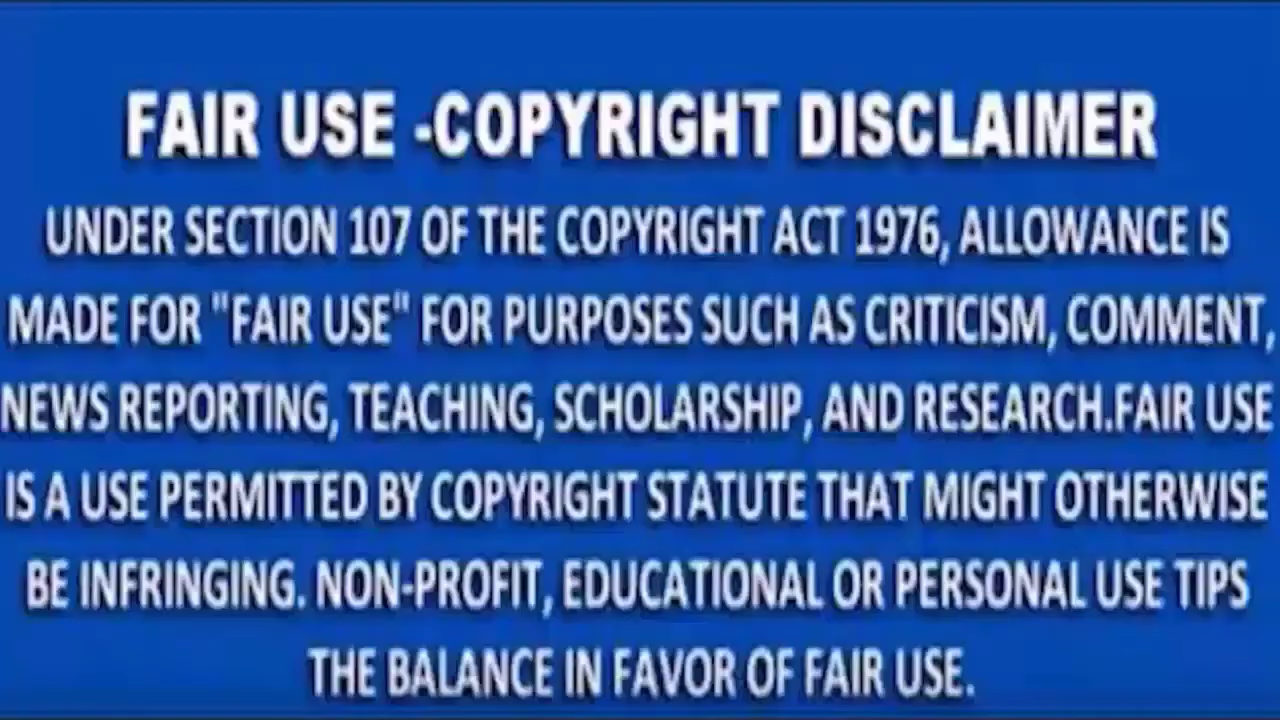 FAIR USE -COPYRIGHT DISCLAIMER
UNDER SECTION 107 OF THE COPYRIGHT ACT 1976, ALLOWANCE IS
MADE FOR "FAIR USE" FOR PURPOSES SUCH AS CRITICISM, COMMENT,
NEWS REPORTING, TEACHING, SCHOLARSHIP, AND RESEARCH.FAIR USE
IS A USE PERMITTED BY COPYRIGHT STATUTE THAT MIGHT OTHERWISE
BE INFRINGING. NON-PROFIT, EDUCATIONAL OR PERSONAL USE TIPS
THE BALANCE IN FAVOR OF FAIR USE.